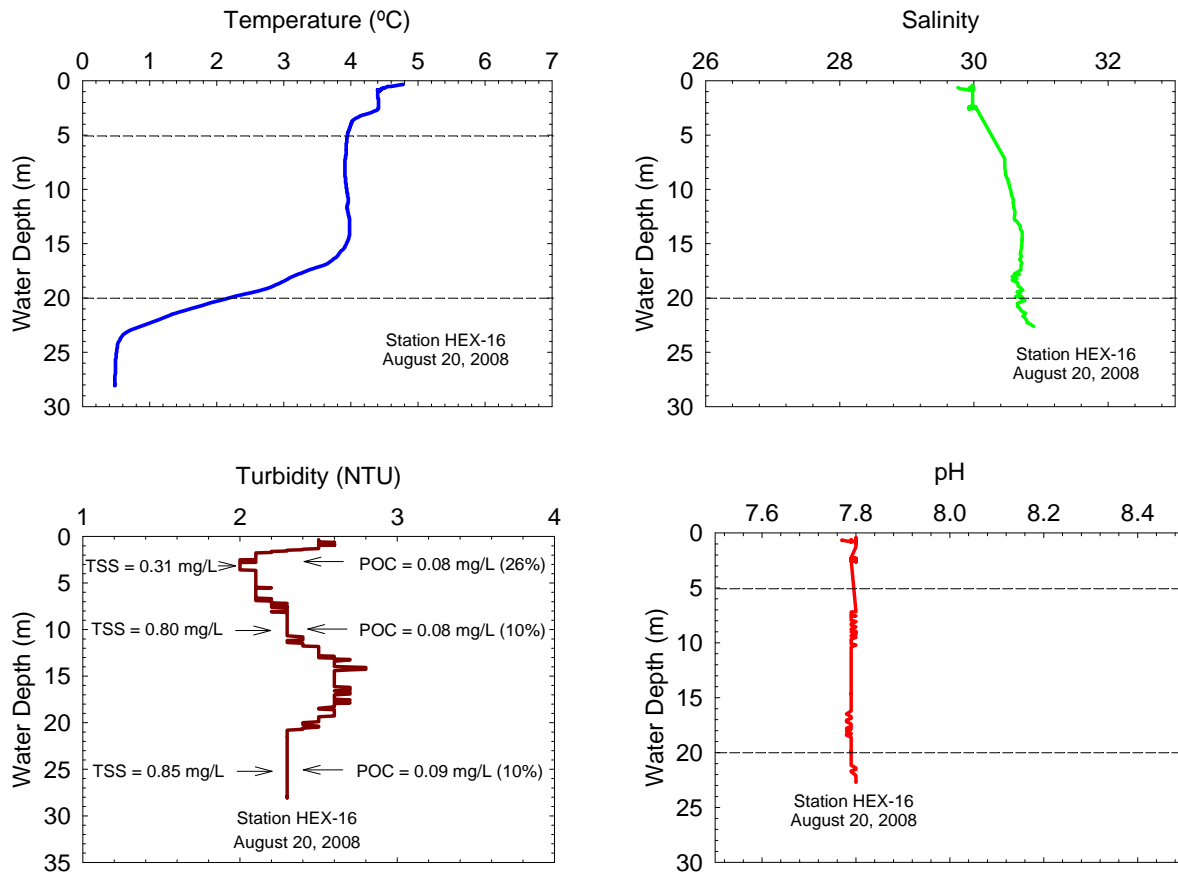 Temperature (ºC)
0 1 2 3 4 5 6 7
Water Depth (m)
0
5
10
15
20
25
30
Station HEX-16
August 20, 2008
Salinity
26 28 30 32
Water Depth (m)
0
5
10
15
20
25
30
Station HEX-16
August 20, 2008
Turbidity (NTU)
1 2 3 4
Water Depth (m)
0
5
10
15
20
25
30
35
TSS = 0.31 mg/L
POC = 0.08 mg/L (26%)
TSS = 0.80 mg/L
POC = 0.08 mg/L (10%)
TSS = 0.85 mg/L
POC = 0.09 mg/L (10%)
Station HEX-16
August 20, 2008
pH
7.6 7.8 8.0 8.2 8.4
Water Depth (m)
0
5
10
15
20
25
30
Station HEX-16
August 20, 2008